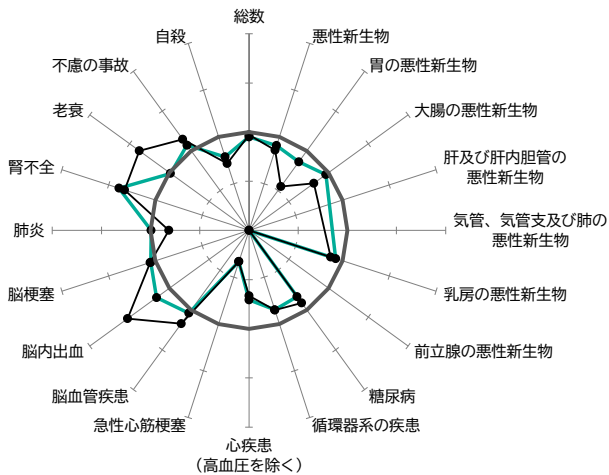 総数
悪性新生物
胃の悪性新生物
大腸の悪性新生物
肝及び肝内胆管の
悪性新生物
気管、気管支及び肺の
悪性新生物
乳房の悪性新生物
前立腺の悪性新生物
糖尿病
循環器系の疾患
心疾患
（高血圧を除く）
急性心筋梗塞
脳血管疾患
脳内出血
脳梗塞
肺炎
腎不全
老衰
不慮の事故
自殺